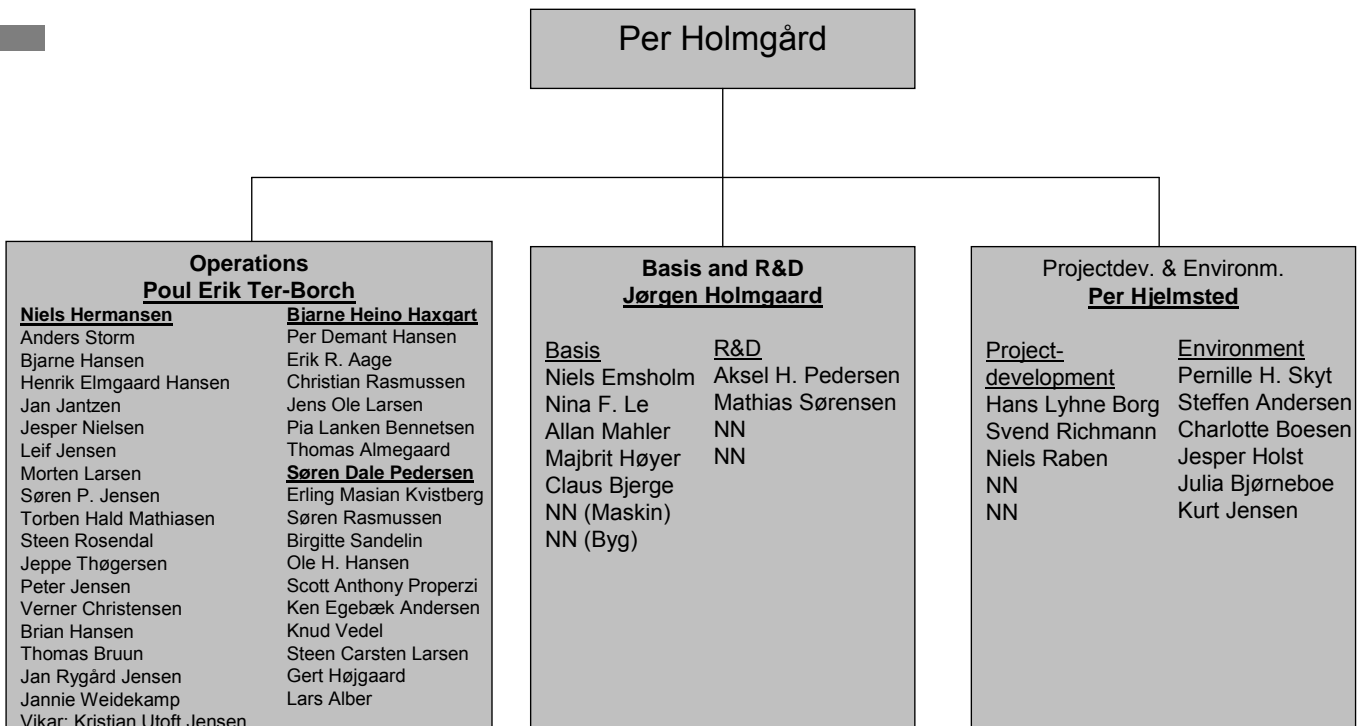 Per Holmgård
Operations
Poul Erik Ter-Borch
Niels Hermansen
Anders Storm
Bjarne Hansen
Henrik Elmgaard Hansen
Jan Jantzen
Jesper Nielsen
Leif Jensen
Morten Larsen
Søren P. Jensen
Torben Hald Mathiasen
Steen Rosendal
Jeppe Thøgersen
Peter Jensen
Verner Christensen
Brian Hansen
Thomas Bruun
Jan Rygård Jensen
Jannie Weidekamp
Vikar: Kristian Utoft Jensen
Bjarne Heino Haxgart
Per Demant Hansen
Erik R. Aage
Christian Rasmussen
Jens Ole Larsen
Pia Lanken Bennetsen
Thomas Almegaard
Søren Dale Pedersen
Erling Masian Kvistberg
Søren Rasmussen
Birgitte Sandelin
Ole H. Hansen
Scott Anthony Properzi
Ken Egebæk Andersen
Knud Vedel
Steen Carsten Larsen
Gert Højgaard
Lars Alber
Basis and R&D
Jørgen Holmgaard
Basis
Niels Emsholm
Nina F. Le
Allan Mahler
Majbrit Høyer
Claus Bjerge
NN (Maskin)
NN (Byg)
R&D
Aksel H. Pedersen
Mathias Sørensen
NN
NN
Projectdev. & Environm.
Per Hjelmsted
Project-
development
Hans Lyhne Borg
Svend Richmann
Niels Raben
NN
NN
Environment
Pernille H. Skyt
Steffen Andersen
Charlotte Boesen
Jesper Holst
Julia Bjørneboe
Kurt Jensen